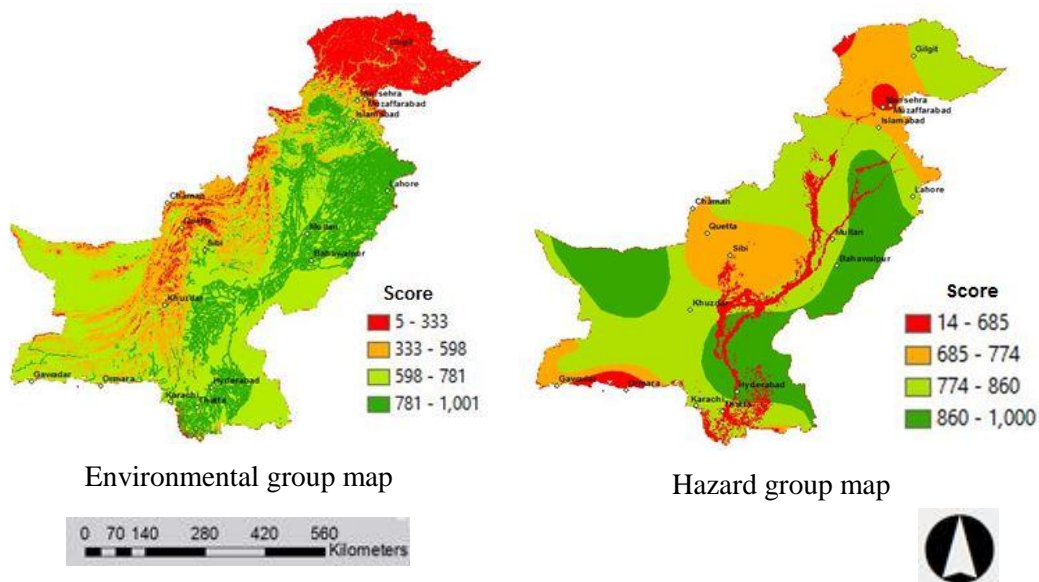 Gilgit
Mansehra
Muzaffarabad
Islamabad
Lahore
Chaman
Quetta
Sibi
Multan
Bahawalpur
Khuzdar
Gawadar
Ormara
Hyderabad
Karachi
Thatta
Score
5 - 333
333 - 598
598 - 781
781 - 1,001
Environmental group map
Gilgit
Mansehra
Muzaffarabad
Islamabad
Lahore
Chaman
Quetta
Sibi
Multan
Bahawalpur
Khuzdar
Gawadar
Ormara
Hyderabad
Karachi
Score
14 - 685
685 - 774
774 - 860
860 - 1,000
Hazard group map
0 70 140 280 420 560
Kilometers